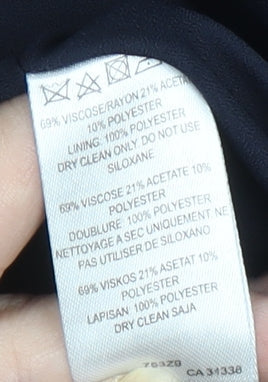 69% VISCOSE/RAYON 21% ACETA
10% POLYESTER
LINING: 100% POLYESTER
DRY CLEAN ONLY. DO NOT USE
SILOXANE
69% VISCOSE 21% ACETATE 10%
POLYESTER
DOUBLURE: 100% POLYESTER
NETTOYAGE A SEC UNIQUEMENT NE
PAS UTILISER DE SILOXANO
69% VISKOS 21% ASETAT 10%
POLYESTER
LAPISAN: 100% POLYESTER
DRY CLEAN SAJA
CA 34338